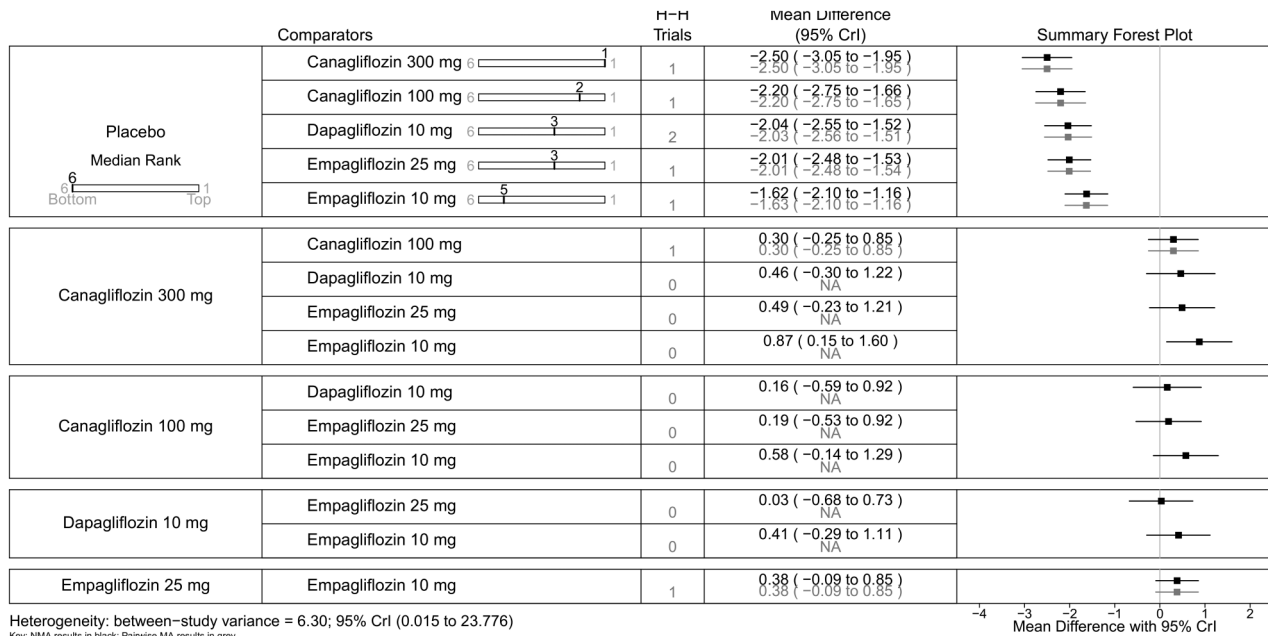 H−H Mean Difference
Comparators Trials (95% CrI) Summary Forest Plot
Placebo
Median Rank
6
6 1
Bottom Top
Canagliflozin 300 mg 6 1 1 1 −2.50 ( −3.05 to −1.95 )
−2.50 ( −3.05 to −1.95 )
Canagliflozin 100 mg 6 2 1 1 −2.20 ( −2.75 to −1.66 )
−2.20 ( −2.75 to −1.65 )
Dapagliflozin 10 mg 6 3 1 2 −2.04 ( −2.55 to −1.52 )
−2.03 ( −2.56 to −1.51 )
Empagliflozin 25 mg 6 3 1 1 −2.01 ( −2.48 to −1.53 )
−2.01 ( −2.48 to −1.54 )
Empagliflozin 10 mg 6 5 1 1 −1.62 ( −2.10 to −1.16 )
−1.63 ( −2.10 to −1.16 )
Canagliflozin 300 mg
Canagliflozin 100 mg 1 0.30 ( −0.25 to 0.85 )
0.30 ( −0.25 to 0.85 )
Dapagliflozin 10 mg 0 0.46 ( −0.30 to 1.22 )
NA
Empagliflozin 25 mg 0 0.49 ( −0.23 to 1.21 )
NA
Empagliflozin 10 mg 0 0.87 ( 0.15 to 1.60 )
NA
Canagliflozin 100 mg
Dapagliflozin 10 mg 0 0.16 ( −0.59 to 0.92 )
NA
Empagliflozin 25 mg 0 0.19 ( −0.53 to 0.92 )
NA
Empagliflozin 10 mg 0 0.58 ( −0.14 to 1.29 )
NA
Dapagliflozin 10 mg
Empagliflozin 25 mg 0 0.03 ( −0.68 to 0.73 )
NA
Empagliflozin 10 mg 0 0.41 ( −0.29 to 1.11 )
NA
Empagliflozin 25 mg
Empagliflozin 10 mg 1 0.38 ( −0.09 to 0.85 )
0.38 ( −0.09 to 0.85 )
−4 −3 −2 −1 0 1 2
Mean Difference with 95% CrI
Heterogeneity: between−study variance = 6.30; 95% CrI (0.015 to 23.776)
Key: NMA results in black; Pairwise MA results in grey